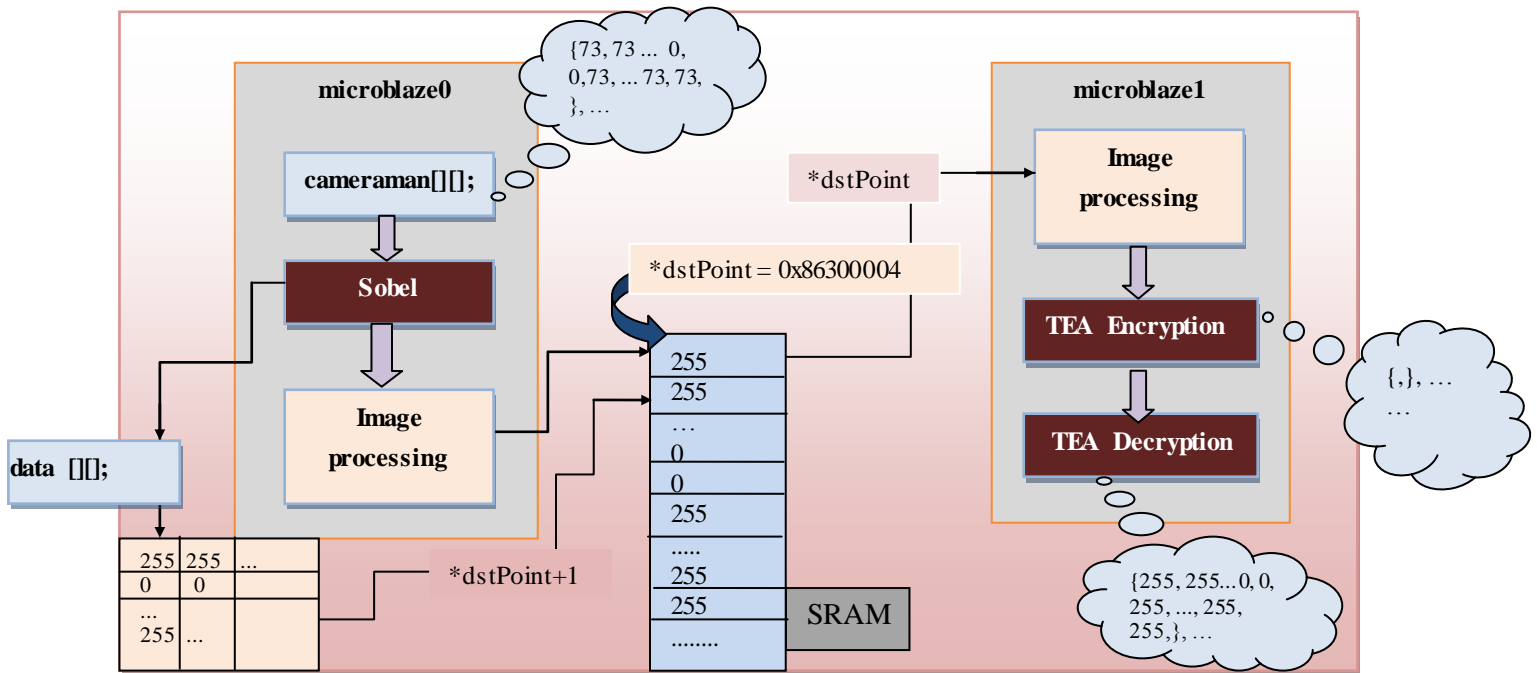 microblaze0
cameraman[][];
Sobel
Image
processing
{73, 73 ... 0,
0,73, ... 73, 73,
}, ...
data [][];
255 255 ...
0 0
...
255 ...
*dstPoint+1
*dstPoint = 0x86300004
*dstPoint
255
255
...
0
0
255
.....
255
255
........
SRAM
microblaze1
Image
processing
TEA Encryption
TEA Decryption
{,}, ...
...
{255, 255...0, 0,
255, ..., 255,
255,}, ...